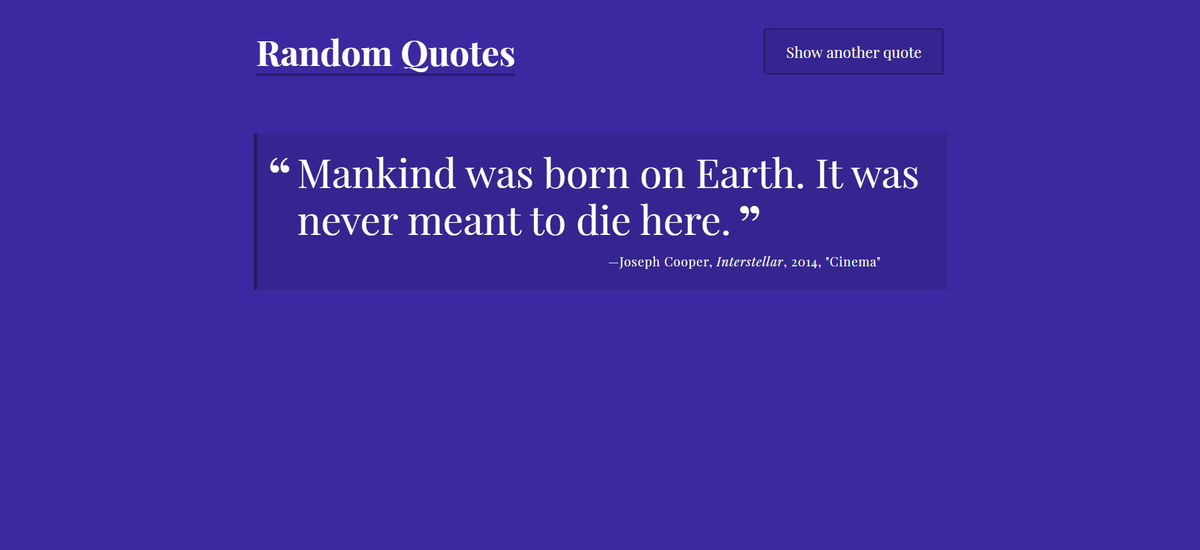 Random Quotes
Show another quote
“ Mankind was born on Earth. It was
never meant to die here. ”
—Joseph Cooper, Interstellar, 2014, "Cinema"